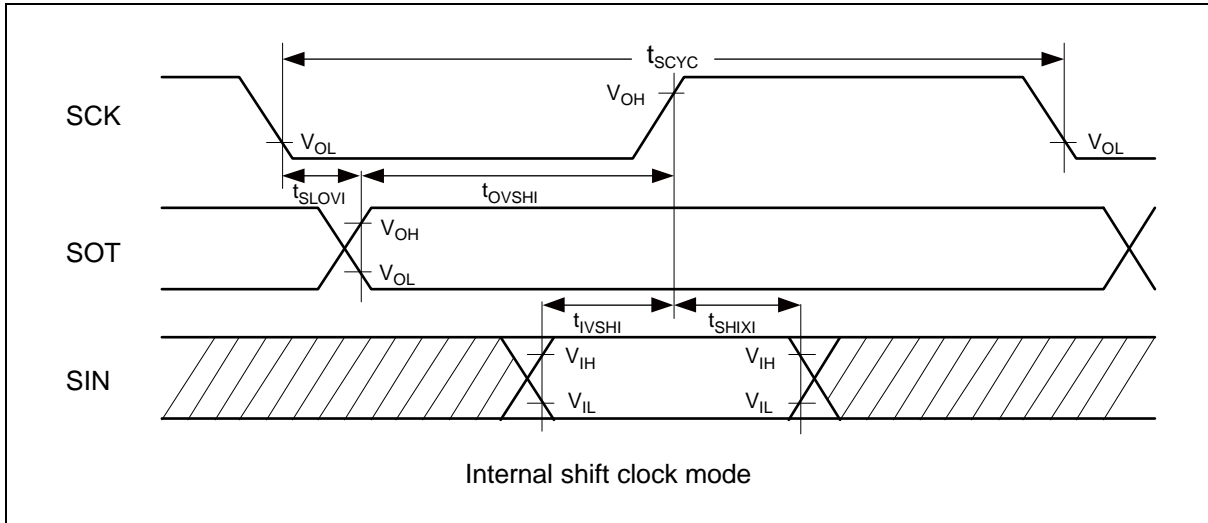 tSCYC
SCK
VOH
VOL
VOL
tSLOVI
tOVSHI
SOT
VOH
VOL
tIVSHI
tSHIXI
SIN
VIH
VIH
VIL
VIL
Internal shift clock mode